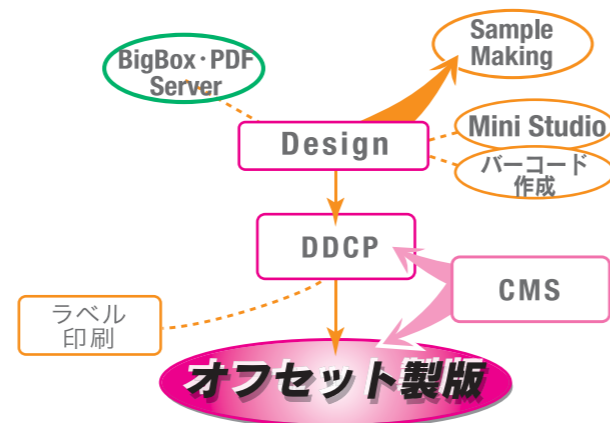 Sample
Making
BigBox・PDF
Server
Mini Studio
Design
バーコード
作成
DDCP
CMS
ラベル
印刷
オフセット製版